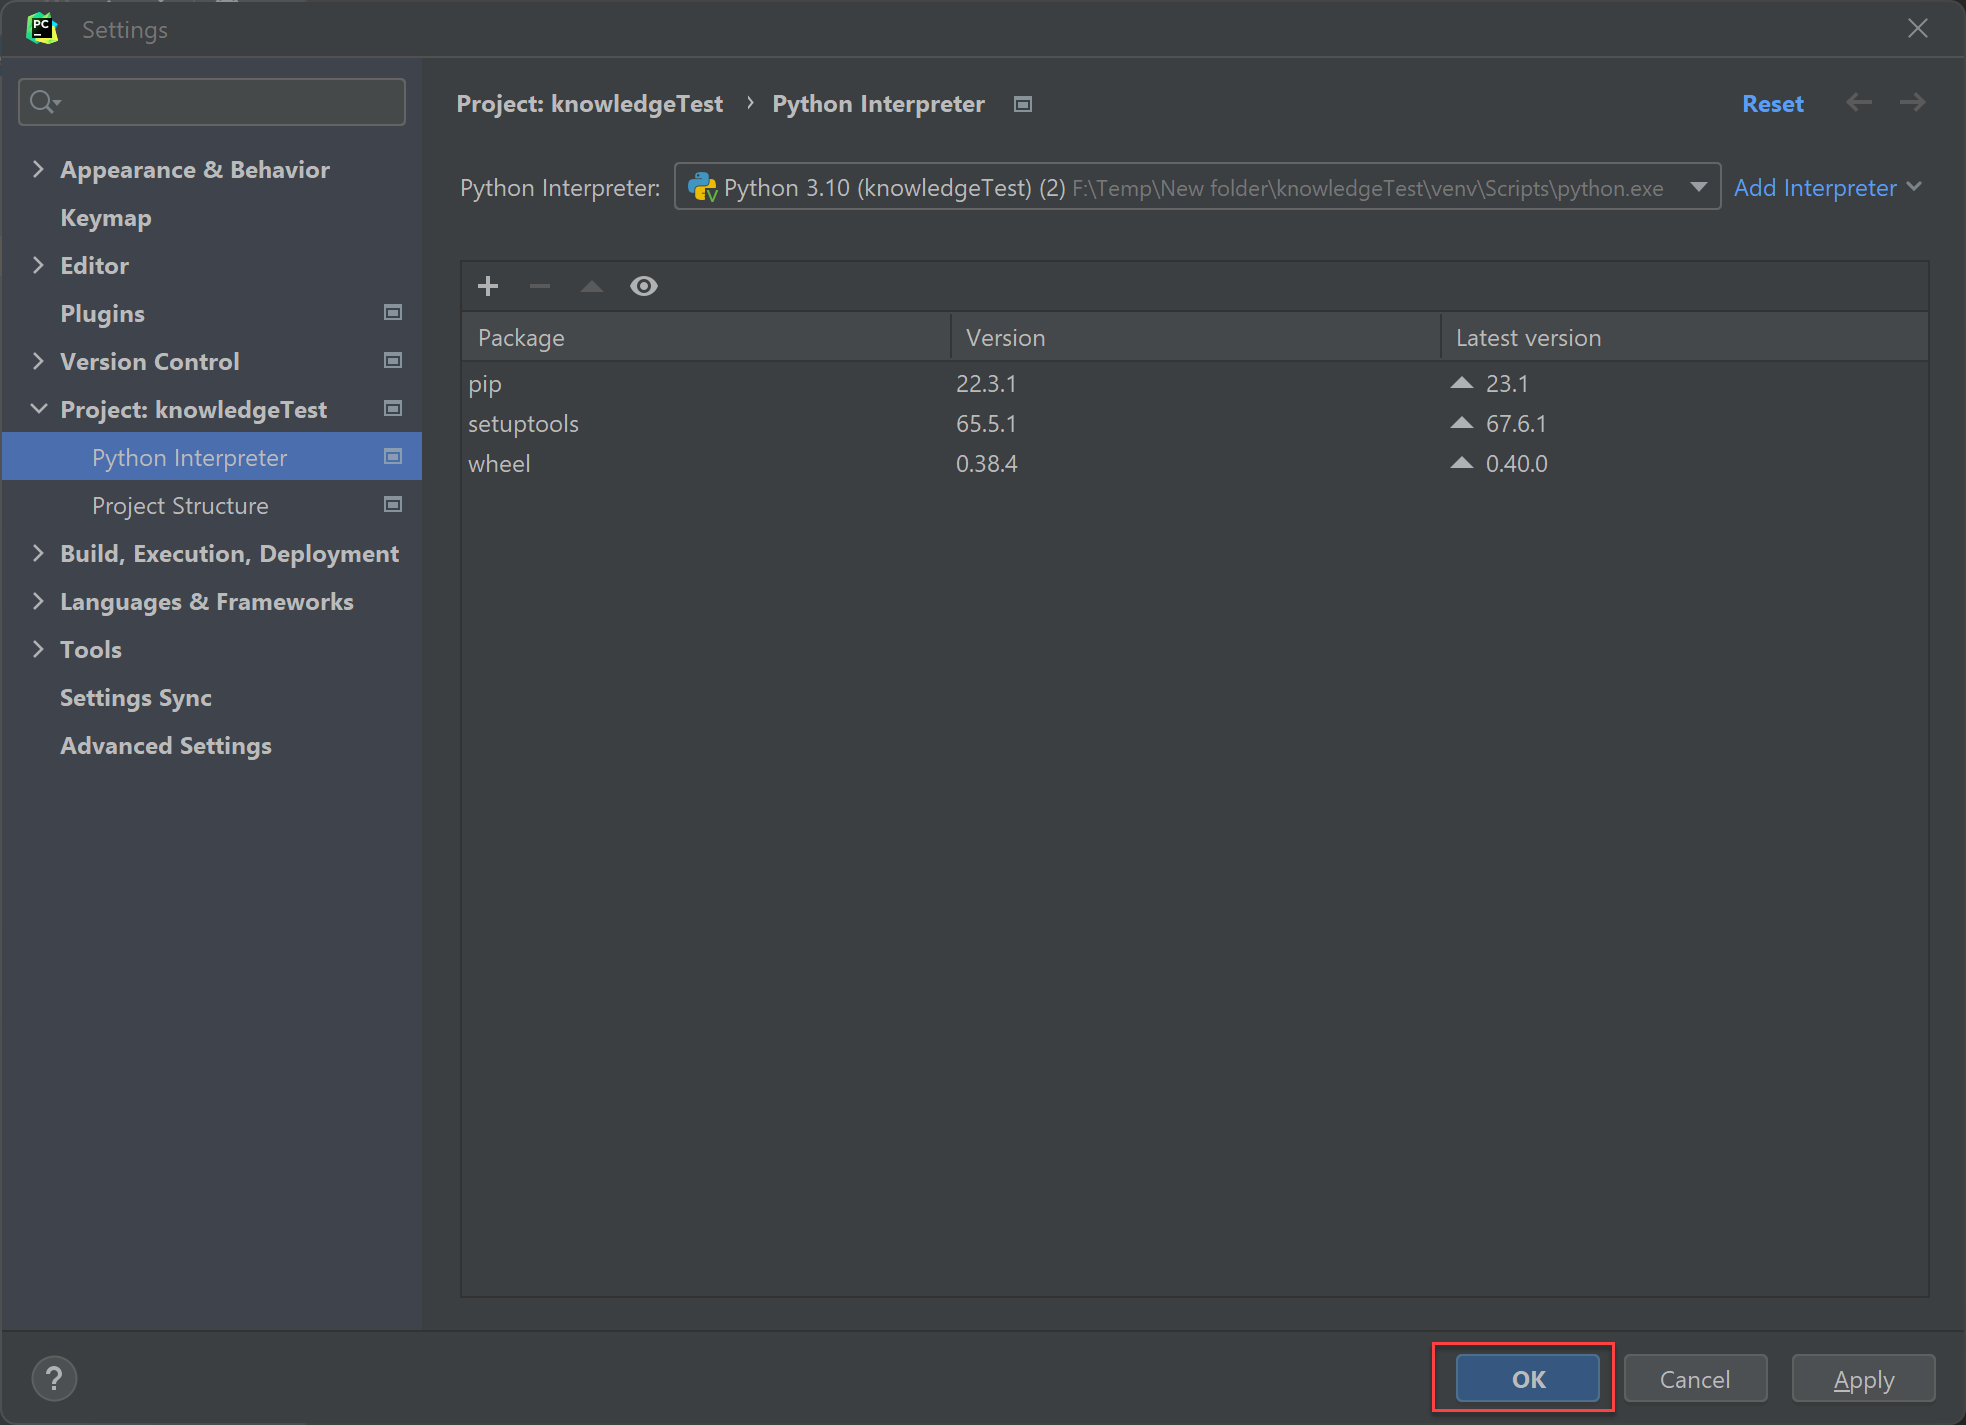 PC
Settings
Project: knowledgeTest › Python Interpreter
Reset
Appearance & Behavior
Keymap
Editor
Plugins
Version Control
Project: knowledgeTest
Python Interpreter
Project Structure
Build, Execution, Deployment
Languages & Frameworks
Tools
Settings Sync
Advanced Settings
Python Interpreter: Python 3.10 (knowledgeTest) (2) F:\Temp\New folder\knowledgeTest\venv\Scripts\python.exe Add Interpreter
Package Version Latest version
pip 22.3.1 23.1
setuptools 65.5.1 67.6.1
wheel 0.38.4 0.40.0
? OK Cancel Apply